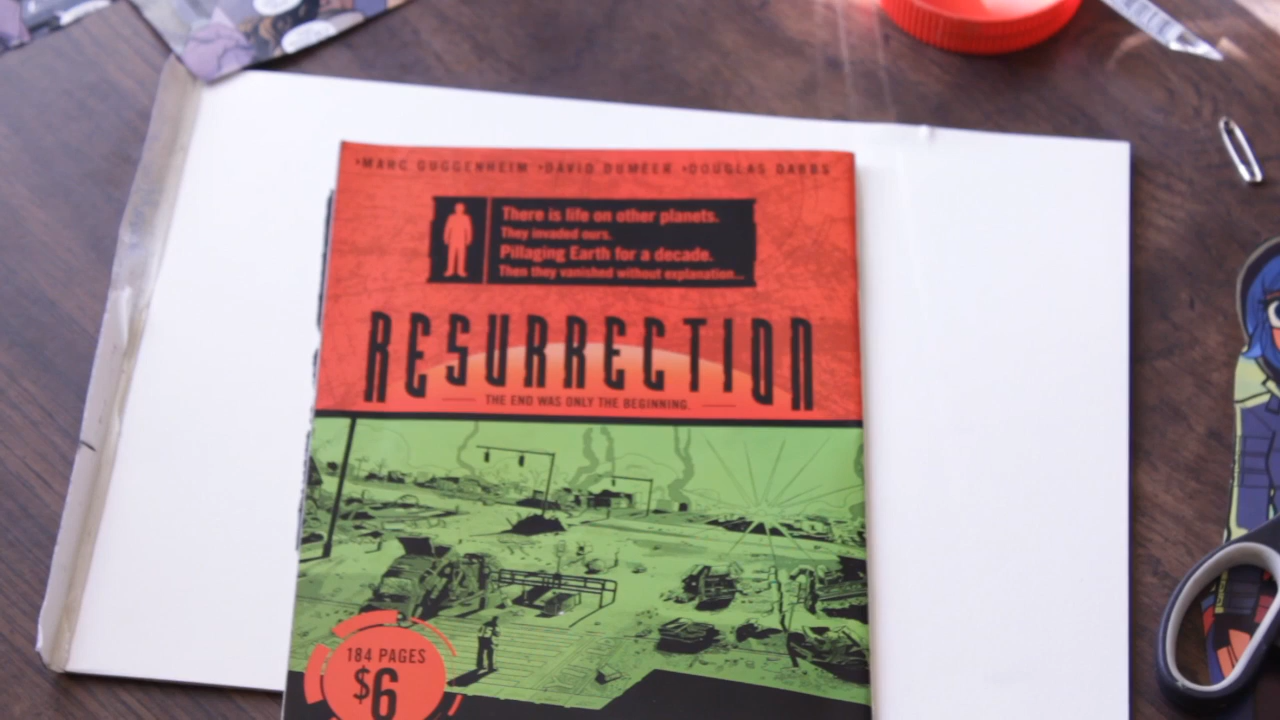 •MARC GUGGENHEIM •DAVID DUMEER •DOUGLAS DABBS
There is life on other planets.
They invaded ours.
Pillaging Earth for a decade.
Then they vanished without explanation...
RESURRECTION
THE END WAS ONLY THE BEGINNING.
184 PAGES
$6